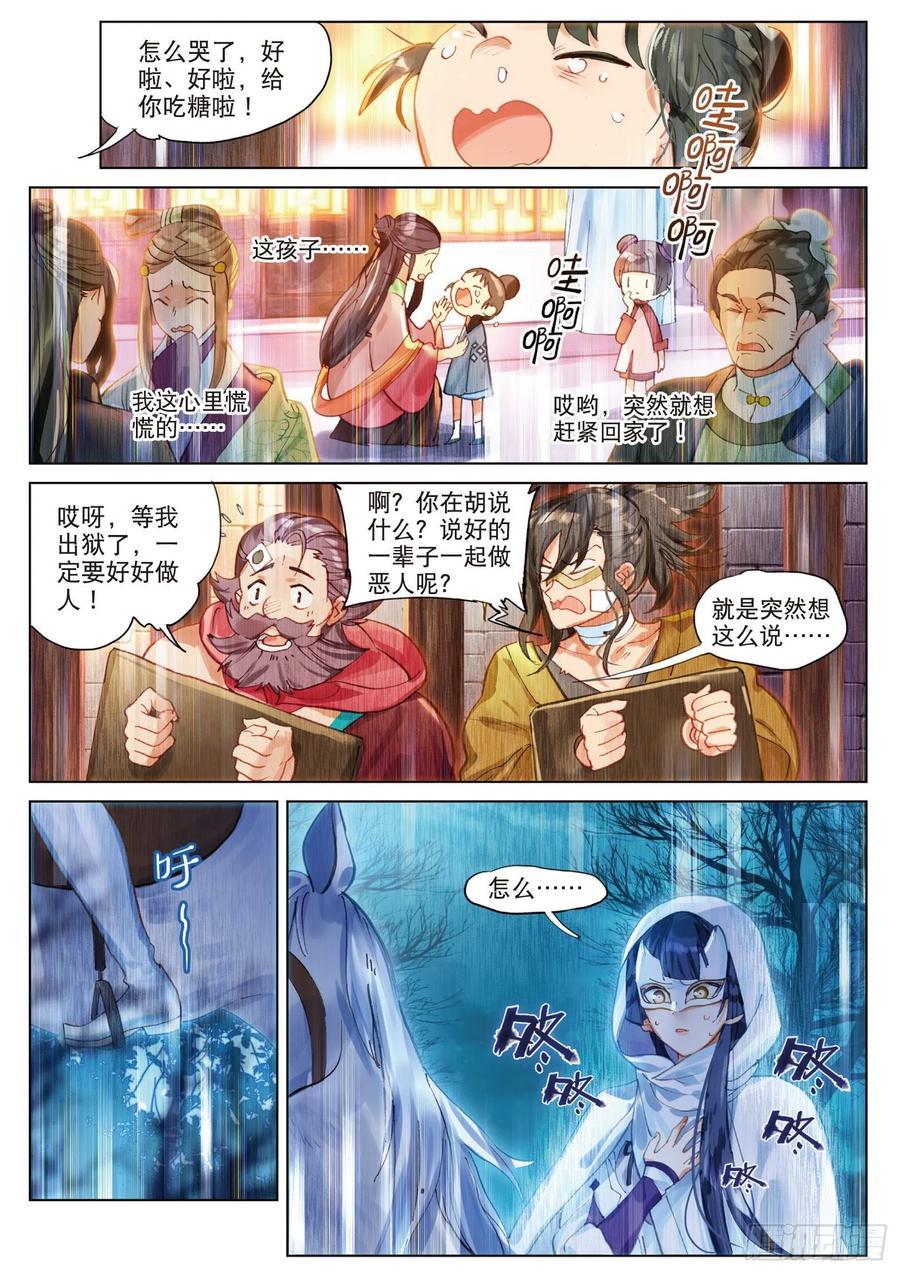 怎么哭了，好
啦、好啦，给
你吃糖啦！
哇啊啊啊
这孩子……
哇啊啊
我这心里慌
慌的……
哎哟，突然就想
赶紧回家了！
哎呀，等我
出狱了，一
定要好好做
人！
啊？你在胡说
什么？说好的
一辈子一起做
恶人呢？
就是突然想
这么说……
吁~
怎么……
咚
咚
咚
咚
咚
腾讯动漫